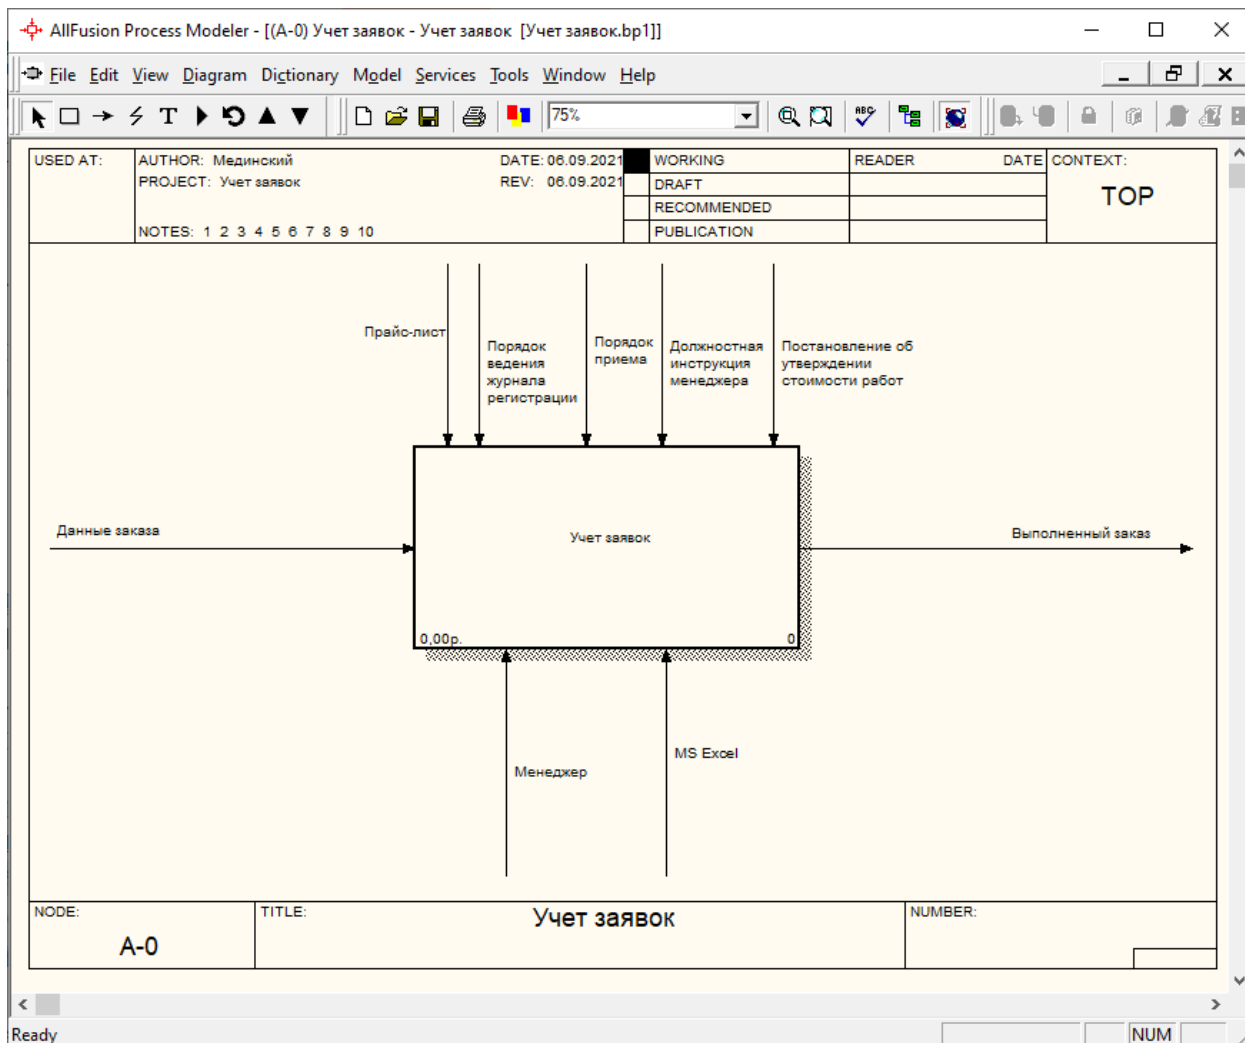 AllFusion Process Modeler - [(A-0) Учет заявок - Учет заявок [Учет заявок.bp1]]
File Edit View Diagram Dictionary Model Services Tools Window Help
T 75% ABC
USED AT: AUTHOR: Мединский DATE: 06.09.2021 WORKING READER DATE CONTEXT:
PROJECT: Учет заявок REV: 06.09.2021 DRAFT
TOP
RECOMMENDED
NOTES: 1 2 3 4 5 6 7 8 9 10 PUBLICATION
Прайс-лист
Порядок
ведения
журнала
регистрации
Порядок
приема
Должностная
инструкция
менеджера
Постановление об
утверждении
стоимости работ
Данные заказа
Учет заявок
Выполненный заказ
0,00р. 0
Менеджер
MS Excel
NODE: TITLE: Учет заявок NUMBER:
A-0
Ready NUM